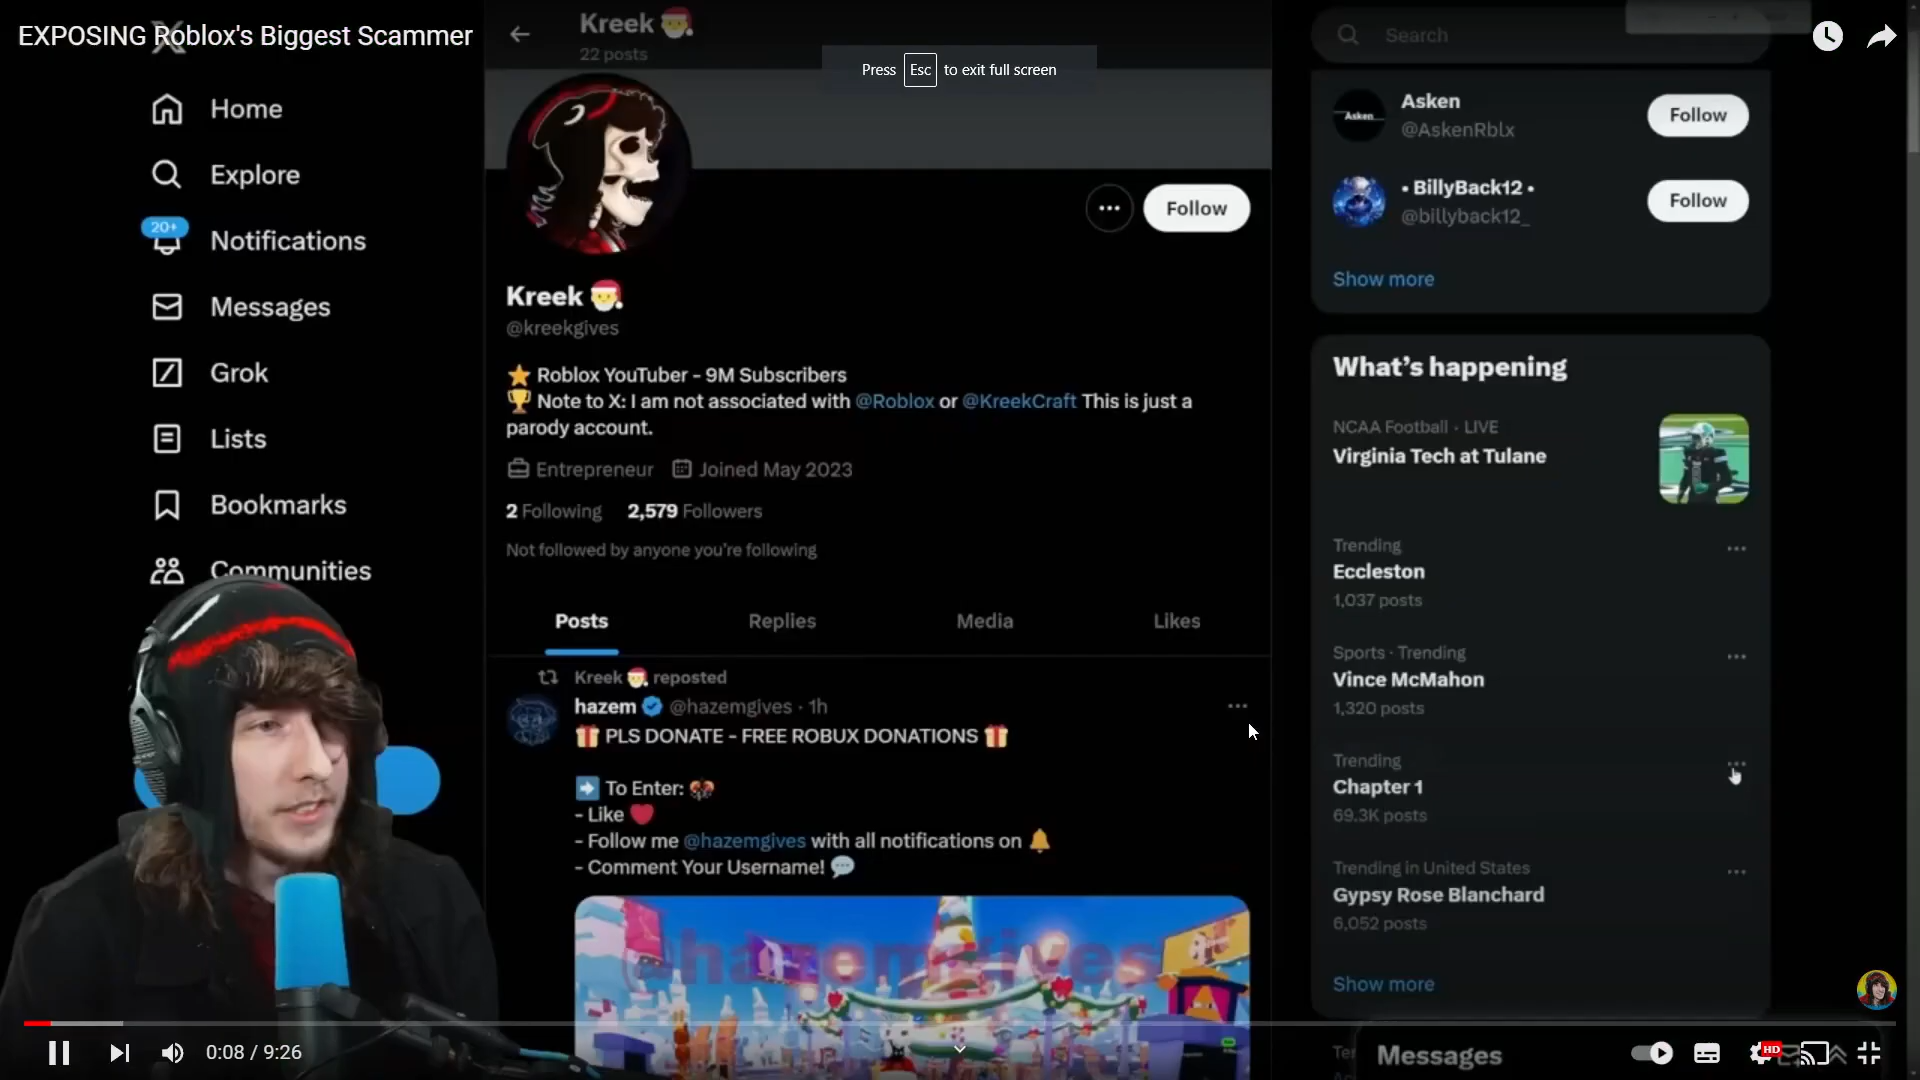 EXPOSING Roblox's Biggest Scammer
Kreek
22 posts
Press Esc to exit full screen
Search
Home
Explore
20+
Notifications
Messages
Grok
Lists
Bookmarks
Communities
Follow
Kreek
@kreekgives
Roblox YouTuber - 9M Subscribers
Note to X: I am not associated with @Roblox or @KreekCraft This is just a
parody account.
Entrepreneur Joined May 2023
2 Following 2,579 Followers
Not followed by anyone you're following
Posts Replies Media Likes
Kreek reposted
hazem @hazemgives · 1h
PLS DONATE - FREE ROBUX DONATIONS
To Enter:
- Like
- Follow me @hazemgives with all notifications on
- Comment Your Username!
@hazemgives
Asken
Asken
@AskenRblx
Follow
• BillyBack12 •
@billyback12_
Follow
Show more
What's happening
NCAA Football · LIVE
Virginia Tech at Tulane
Trending
Eccleston
1,037 posts
Sports · Trending
Vince McMahon
1,320 posts
Trending
Chapter 1
69.3K posts
Trending in United States
Gypsy Rose Blanchard
6,052 posts
Show more
Messages
0:08 / 9:26
HD